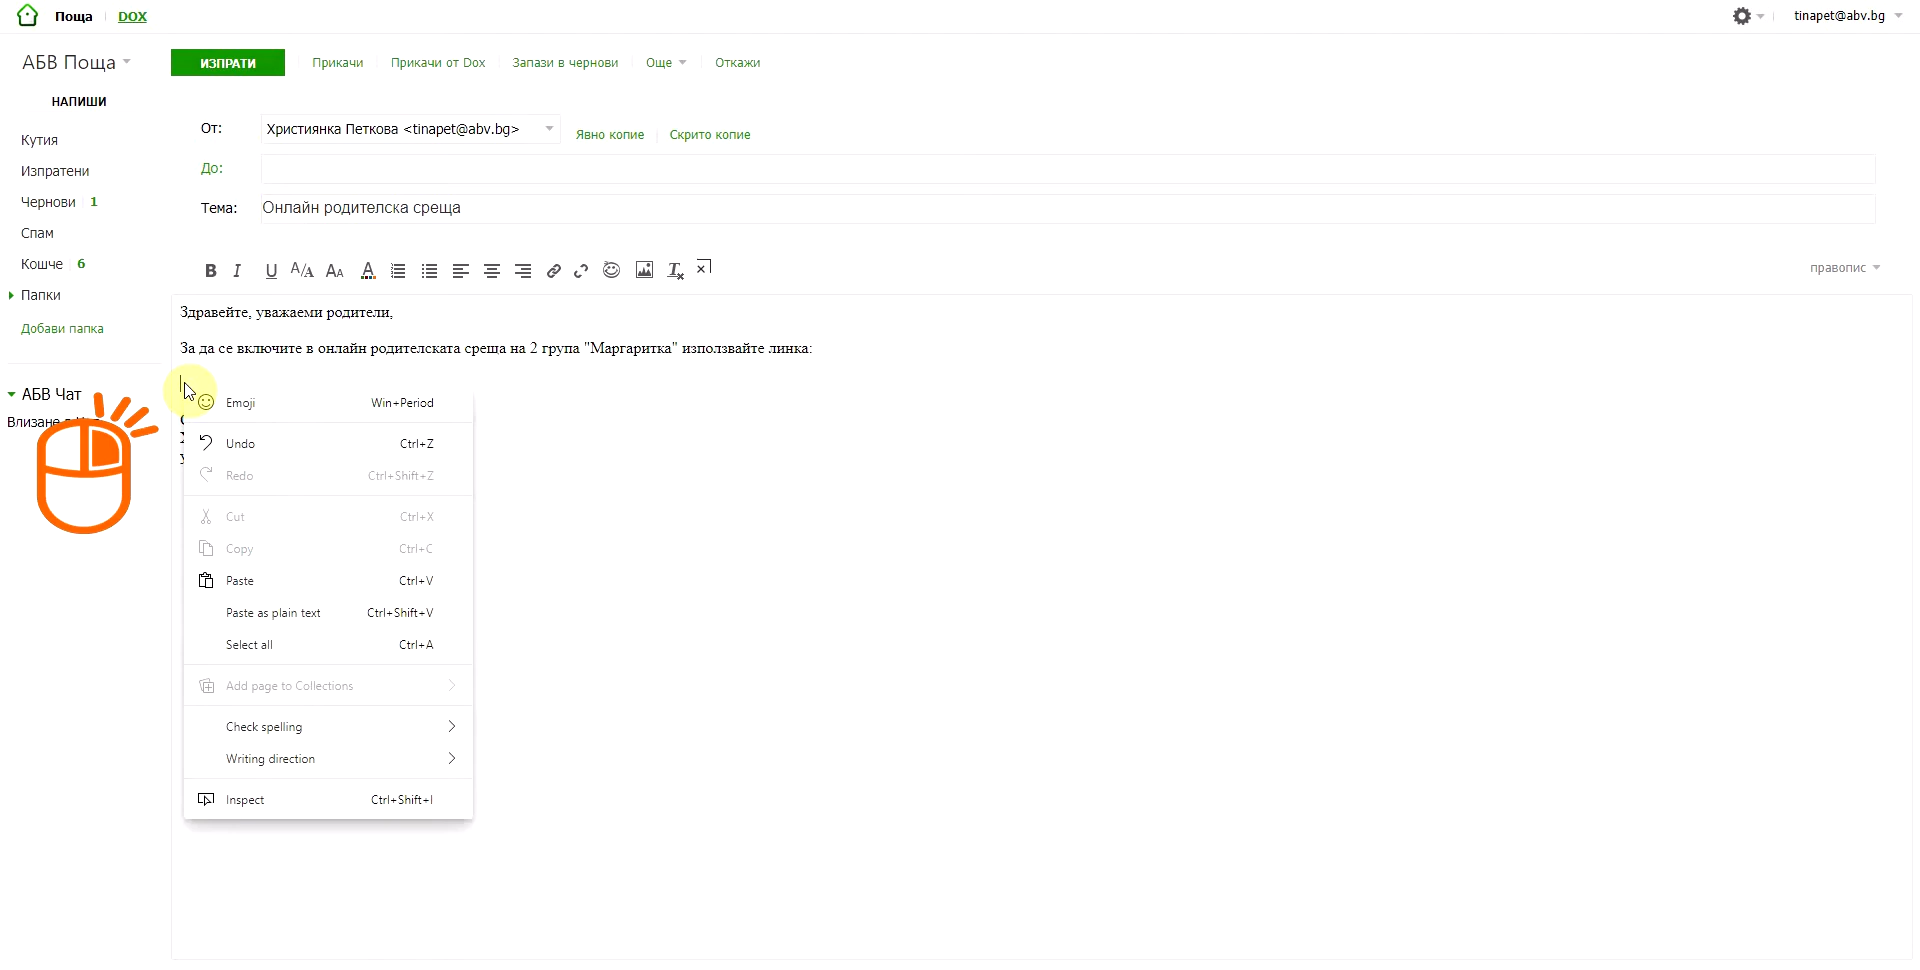 Поща DOX tinapet@abv.bg
АБВ Поща ИЗПРАТИ Прикачи Прикачи от Dox Запази в чернови Още Откажи
НАПИШИ
От: Християнка Петкова <tinapet@abv.bg> Явно копие Скрито копие
Кутия
До:
Изпратени
Чернови 1
Тема: Онлайн родителска среща
Спам
Кошче 6
правопис
Папки
Добави папка
Здравейте, уважаеми родители,
За да се включите в онлайн родителската среща на 2 група "Маргаритка" използвайте линка:
АБВ Чат
Влизане
Emoji Win+Period
Undo Ctrl+Z
Redo Ctrl+Shift+Z
Cut Ctrl+X
Copy Ctrl+C
Paste Ctrl+V
Paste as plain text Ctrl+Shift+V
Select all Ctrl+A
Add page to Collections
Check spelling
Writing direction
Inspect Ctrl+Shift+I